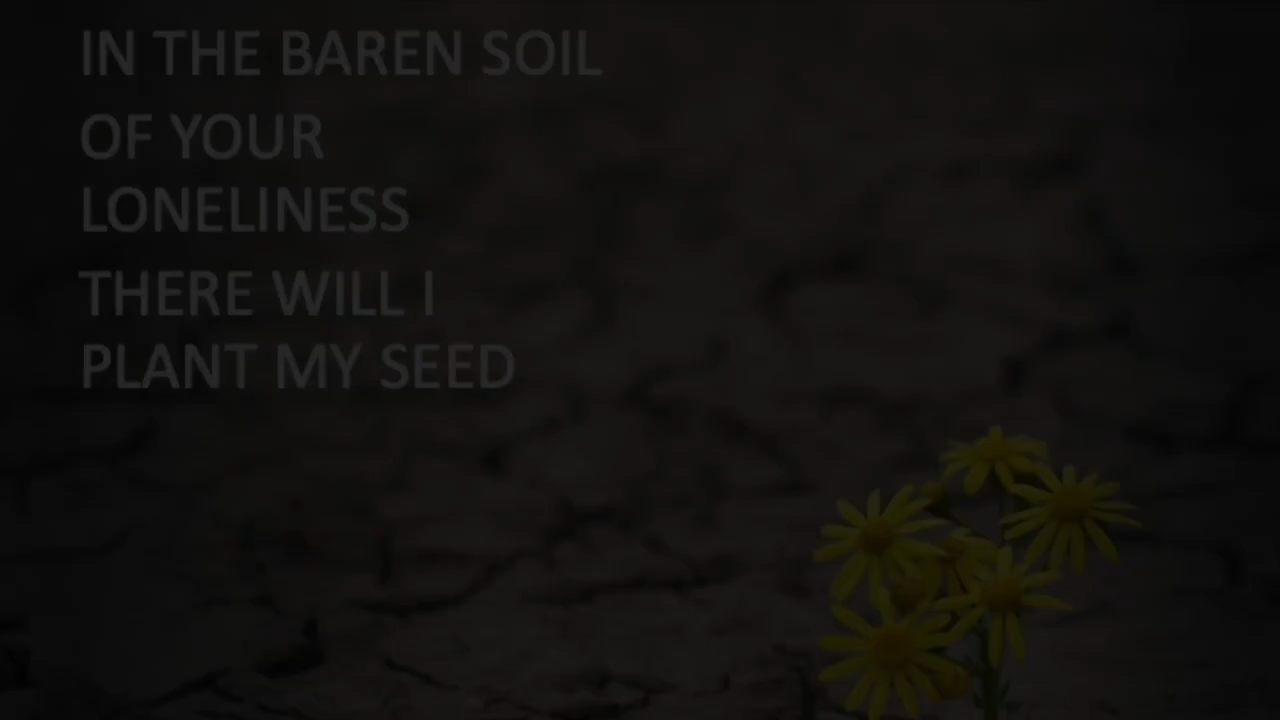 IN THE BAREN SOIL
OF YOUR
LONELINESS
THERE WILL I
PLANT MY SEED